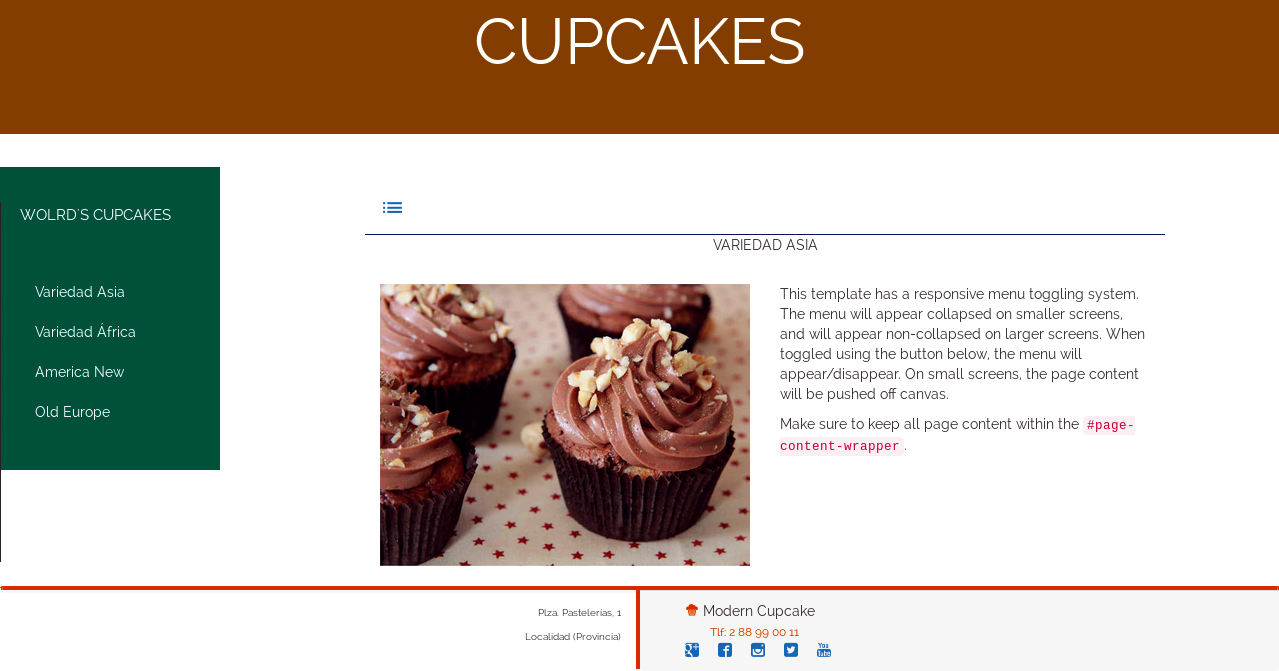 CUPCAKES
WOLRD'S CUPCAKES
Variedad Asia
Variedad África
America New
Old Europe
VARIEDAD ASIA
This template has a responsive menu toggling system.
The menu will appear collapsed on smaller screens,
and will appear non-collapsed on larger screens. When
toggled using the button below, the menu will
appear/disappear. On small screens, the page content
will be pushed off canvas.
Make sure to keep all page content within the #page-
content-wrapper.
Plza. Pastelerías, 1
Localidad (Provincia)
Modern Cupcake
Tlf: 2 88 99 00 11
You
Tube